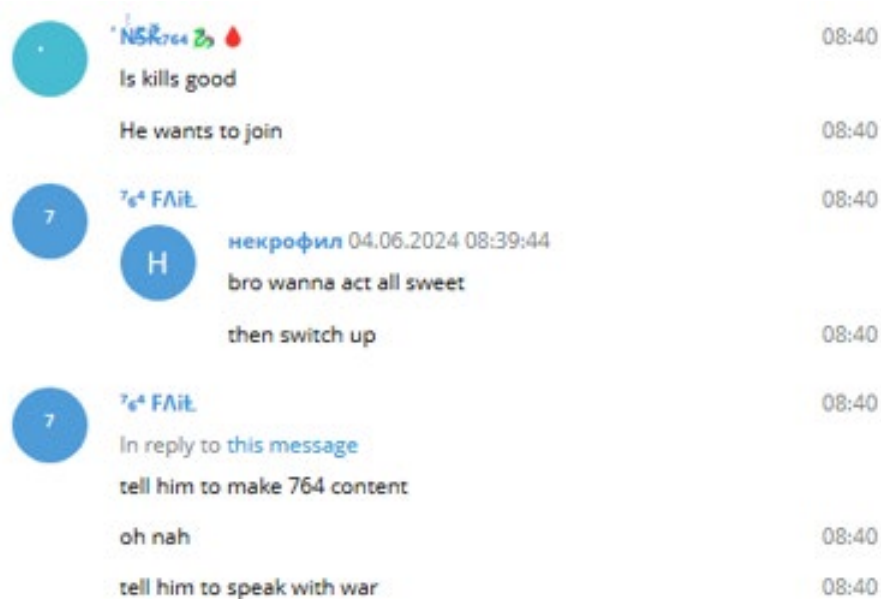 NSR764 08:40
Is kills good
He wants to join 08:40
⁷₆⁴ FΛiŁ 08:40
7
некрофил 04.06.2024 08:39:44
H
bro wanna act all sweet
then switch up 08:40
⁷₆⁴ FΛiŁ 08:40
7
In reply to this message
tell him to make 764 content
oh nah 08:40
tell him to speak with war 08:40